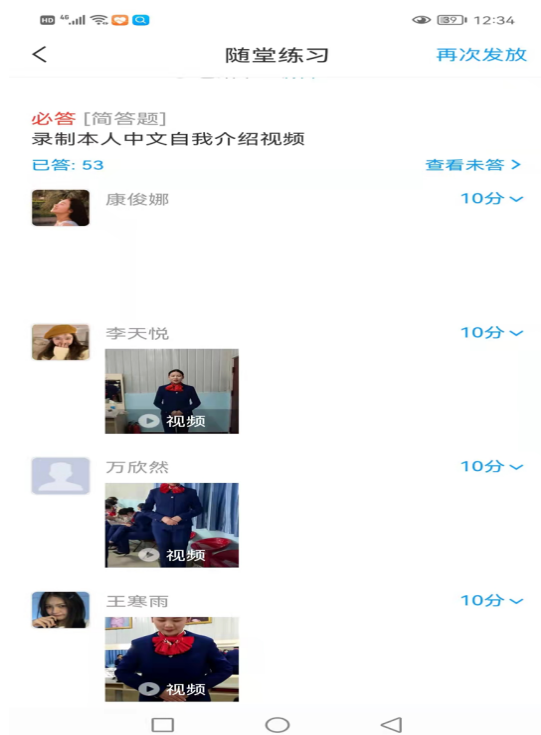 HD 4G 39 12:34
随堂练习 再次发放
必答 [简答题]
录制本人中文自我介绍视频
已答: 53 查看未答
康俊娜 10分
李天悦 10分
视频
万欣然 10分
视频
王寒雨 10分
视频